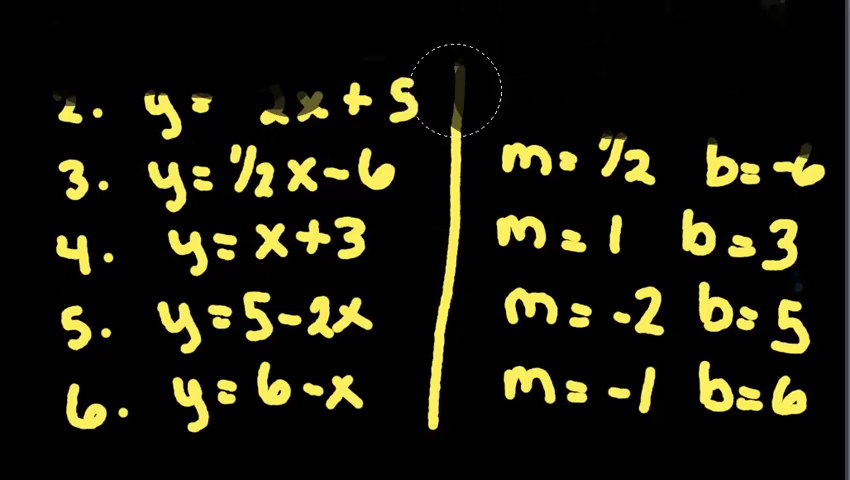 2. y = 2x + 5
3. y = 1/2 x - 6 m = 1/2 b = -6
4. y = x + 3 m = 1 b = 3
5. y = 5 - 2x m = -2 b = 5
6. y = 6 - x m = -1 b = 6